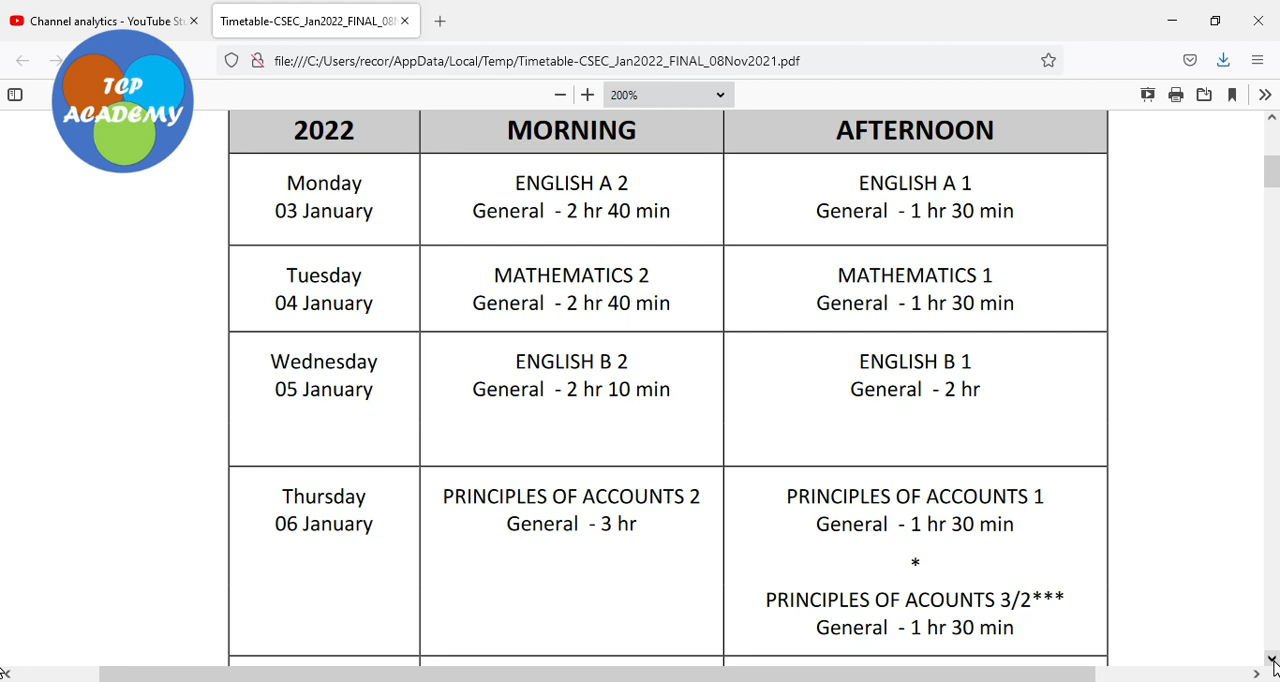 Channel analytics - YouTube St
Timetable-CSEC_Jan2022_FINAL_08
file:///C:/Users/recor/AppData/Local/Temp/Timetable-CSEC_Jan2022_FINAL_08Nov2021.pdf
200%
TCP
ACADEMY
2022 MORNING AFTERNOON
Monday ENGLISH A 2 ENGLISH A 1
03 January General - 2 hr 40 min General - 1 hr 30 min
Tuesday MATHEMATICS 2 MATHEMATICS 1
04 January General - 2 hr 40 min General - 1 hr 30 min
Wednesday ENGLISH B 2 ENGLISH B 1
05 January General - 2 hr 10 min General - 2 hr
Thursday PRINCIPLES OF ACCOUNTS 2 PRINCIPLES OF ACCOUNTS 1
06 January General - 3 hr General - 1 hr 30 min
*
PRINCIPLES OF ACOUNTS 3/2***
General - 1 hr 30 min